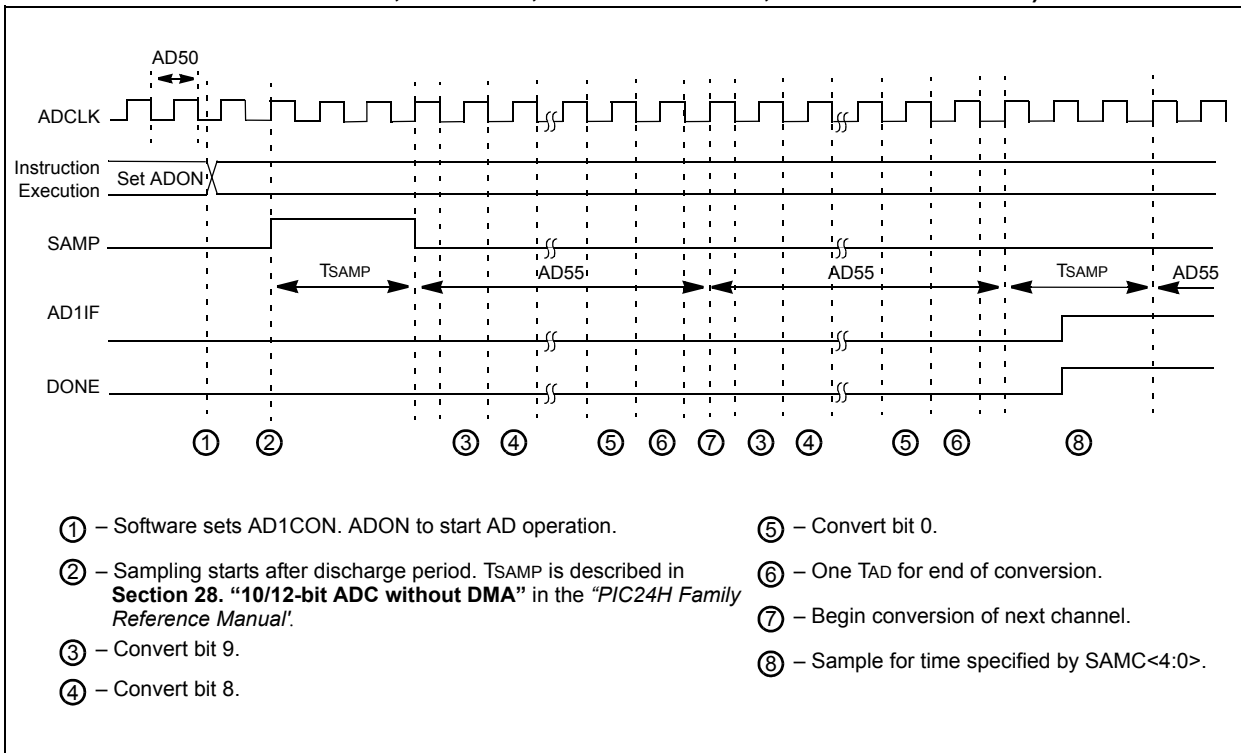 AD50
ADCLK
Instruction
Execution
Set ADON
SAMP
TSAMP
AD55
AD55
TSAMP
AD55
AD1IF
DONE
1 2 3 4 5 6 7 3 4 5 6 8
1 – Software sets AD1CON. ADON to start AD operation.
2 – Sampling starts after discharge period. TSAMP is described in
Section 28. “10/12-bit ADC without DMA” in the “PIC24H Family
Reference Manual'.
3 – Convert bit 9.
4 – Convert bit 8.
5 – Convert bit 0.
6 – One TAD for end of conversion.
7 – Begin conversion of next channel.
8 – Sample for time specified by SAMC<4:0>.